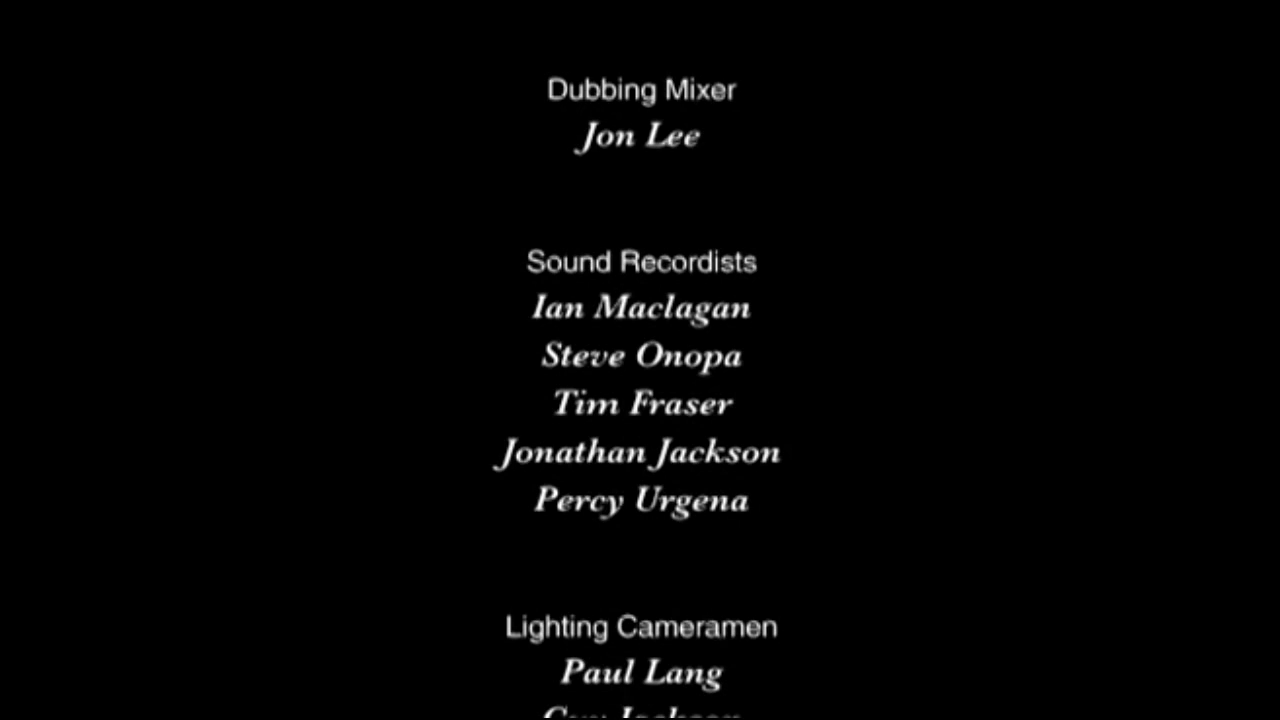 Dubbing Mixer
Jon Lee
Sound Recordists
Ian Maclagan
Steve Onopa
Tim Fraser
Jonathan Jackson
Percy Urgena
Lighting Cameramen
Paul Lang